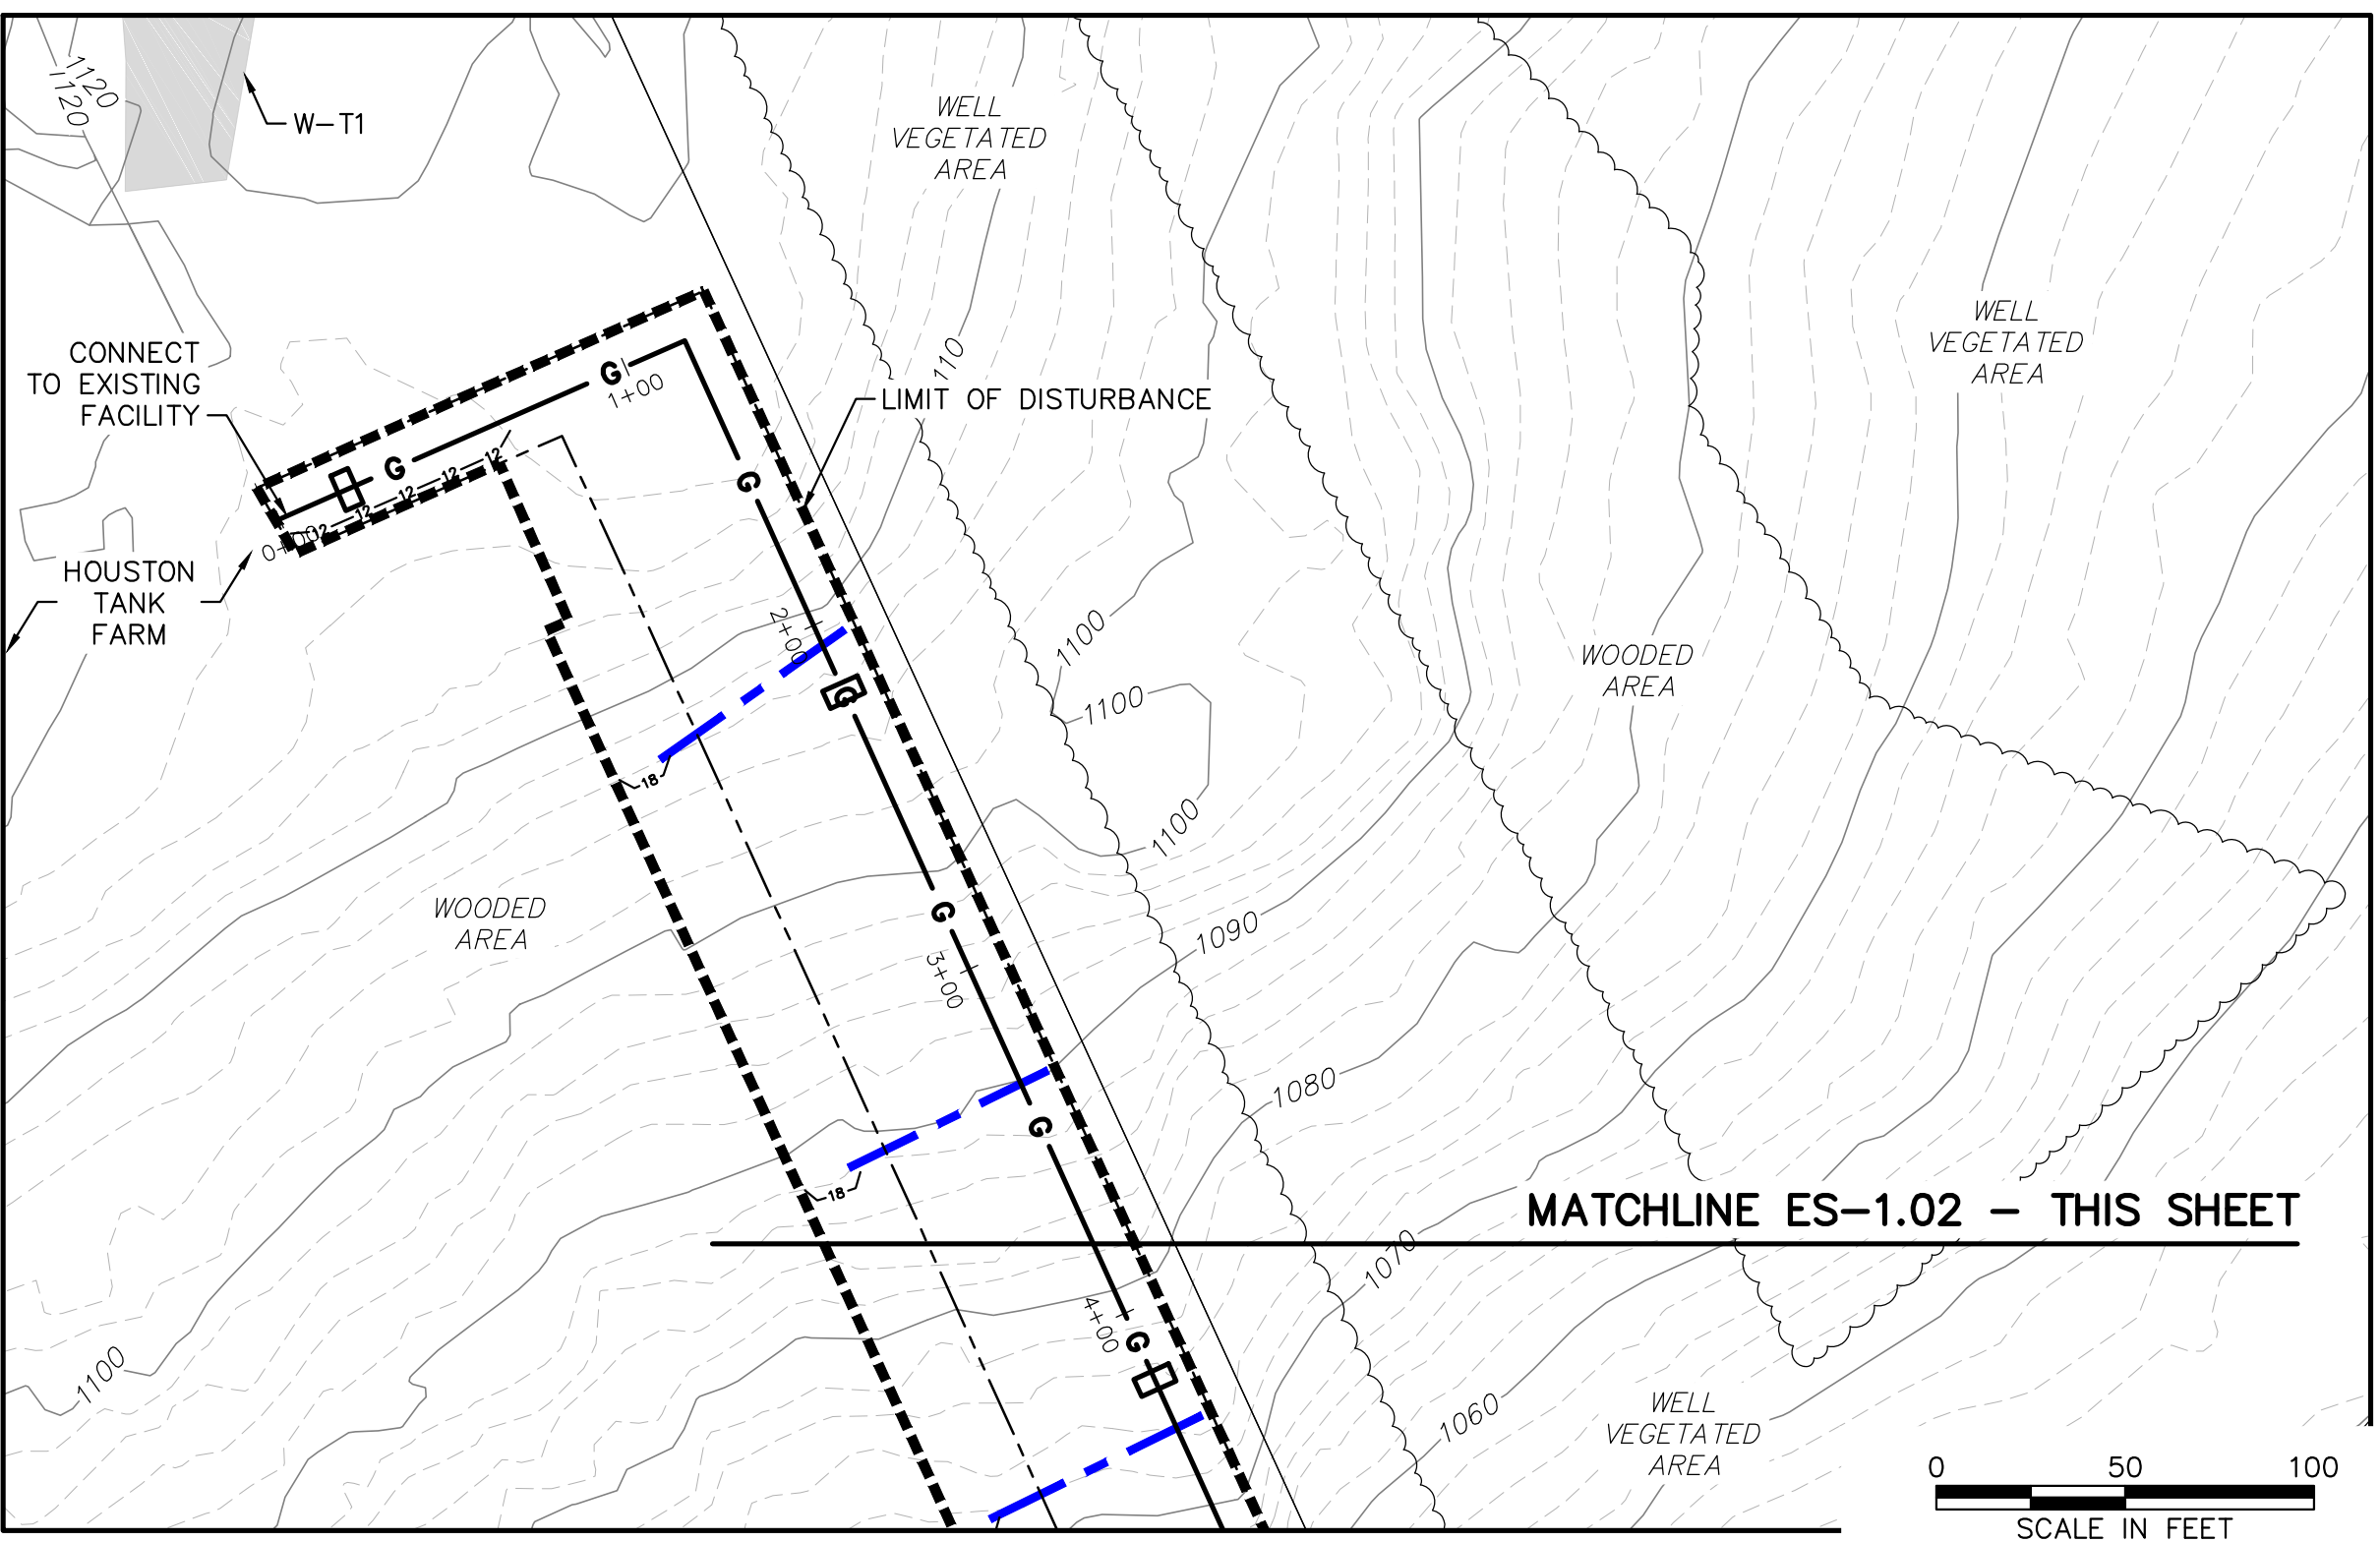 1120
1120
W-T1
WELL
VEGETATED
AREA
WELL
VEGETATED
AREA
CONNECT
TO EXISTING
FACILITY
G
1+00
1110
LIMIT OF DISTURBANCE
G
12
12
12
12
12
0+00
G
HOUSTON
TANK
FARM
2+00
1100
WOODED
AREA
G
1100
18
1100
WOODED
AREA
G
1090
3+00
1080
G
18
MATCHLINE ES-1.02 - THIS SHEET
1070
4+00
G
1100
1060
WELL
VEGETATED
AREA
0 50 100
SCALE IN FEET